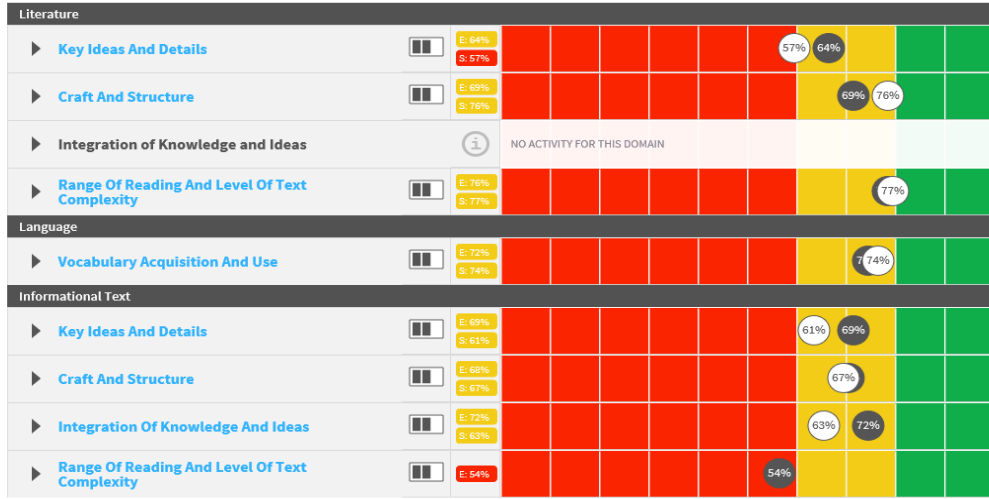 Literature
Key Ideas And Details
E: 64%
S: 57%
57%
64%
Craft And Structure
E: 69%
S: 76%
69%
76%
Integration of Knowledge and Ideas
i
NO ACTIVITY FOR THIS DOMAIN
Range Of Reading And Level Of Text
Complexity
E: 76%
S: 77%
77%
Language
Vocabulary Acquisition And Use
E: 72%
S: 74%
74%
Informational Text
Key Ideas And Details
E: 69%
S: 61%
61%
69%
Craft And Structure
E: 68%
S: 67%
67%
Integration Of Knowledge And Ideas
E: 72%
S: 63%
63%
72%
Range Of Reading And Level Of Text
Complexity
E: 54%
54%